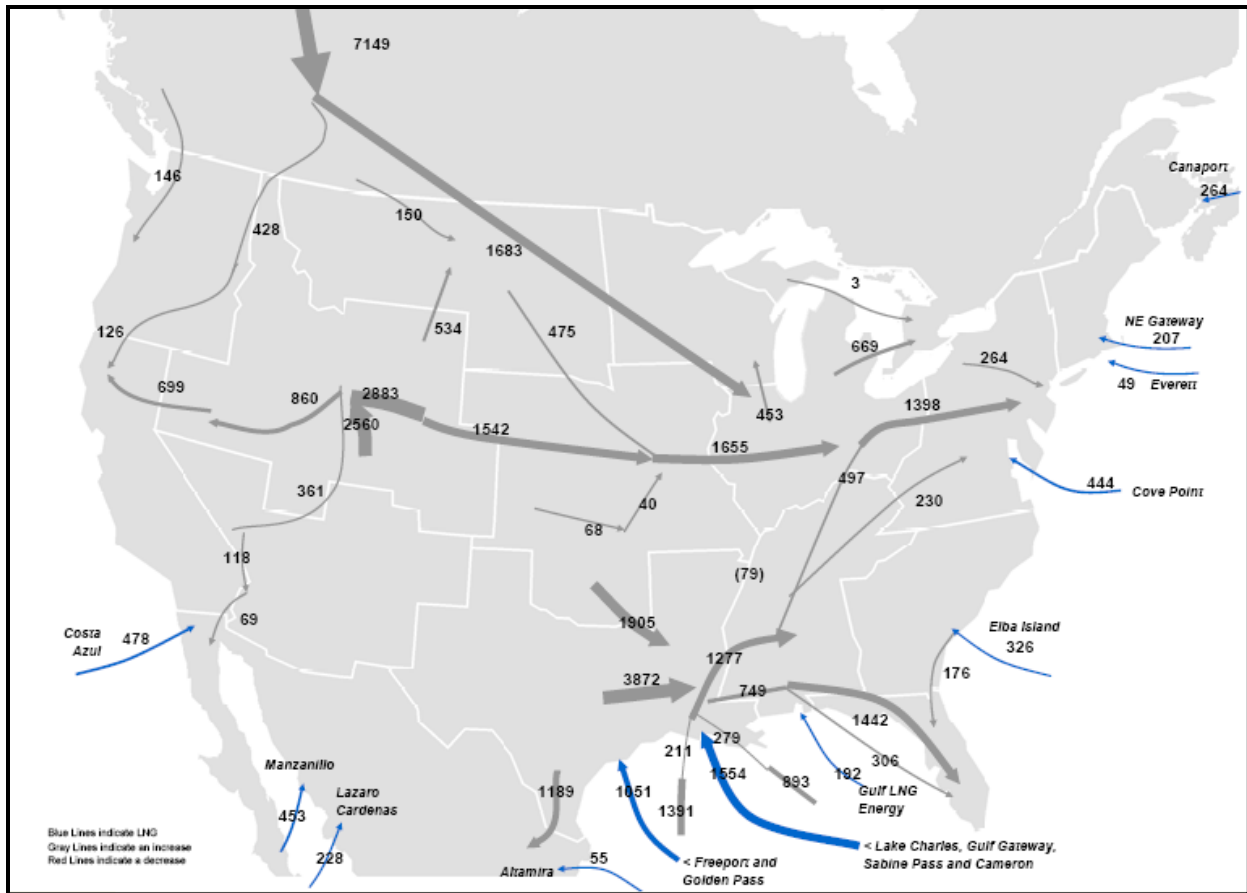 7149
146
Canaport
264
150
428
1683
3
NE Gateway
207
126
534
475
669
264
49 Everett
699
860
2883
453
1398
2560
1542
1655
361
497
444
Cove Point
40
230
68
118
(79)
69
1905
Costa
Azul
478
Elba Island
326
1277
176
3872
749
1442
279
211
306
Manzanillo
1554
893
192
Gulf LNG
Energy
1189
1051
1391
Lazaro
Cardenas
453
228
Blue Lines indicate LNG
Gray Lines indicate an increase
Red Lines indicate a decrease
< Lake Charles, Gulf Gateway,
Sabine Pass and Cameron
55
Altamira
< Freeport and
Golden Pass